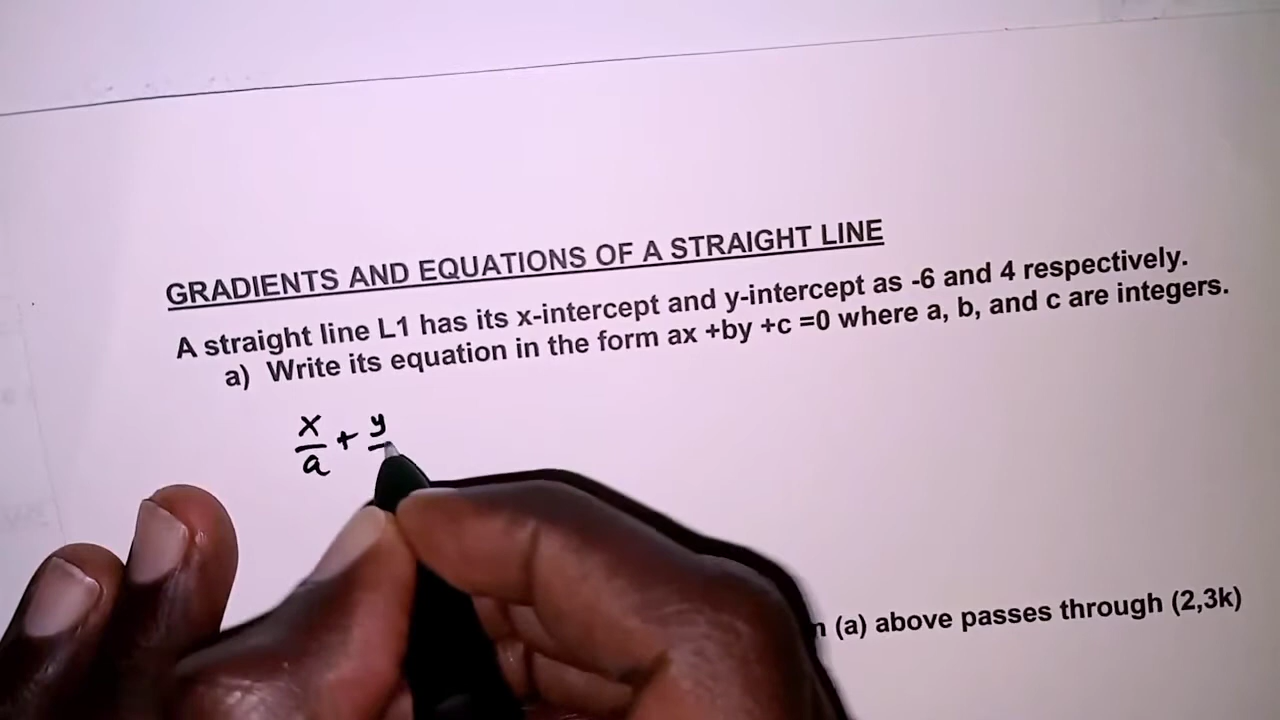 GRADIENTS AND EQUATIONS OF A STRAIGHT LINE
A straight line L1 has its x-intercept and y-intercept as -6 and 4 respectively.
a) Write its equation in the form ax +by +c =0 where a, b, and c are integers.
x/a + y/
(a) above passes through (2,3k)